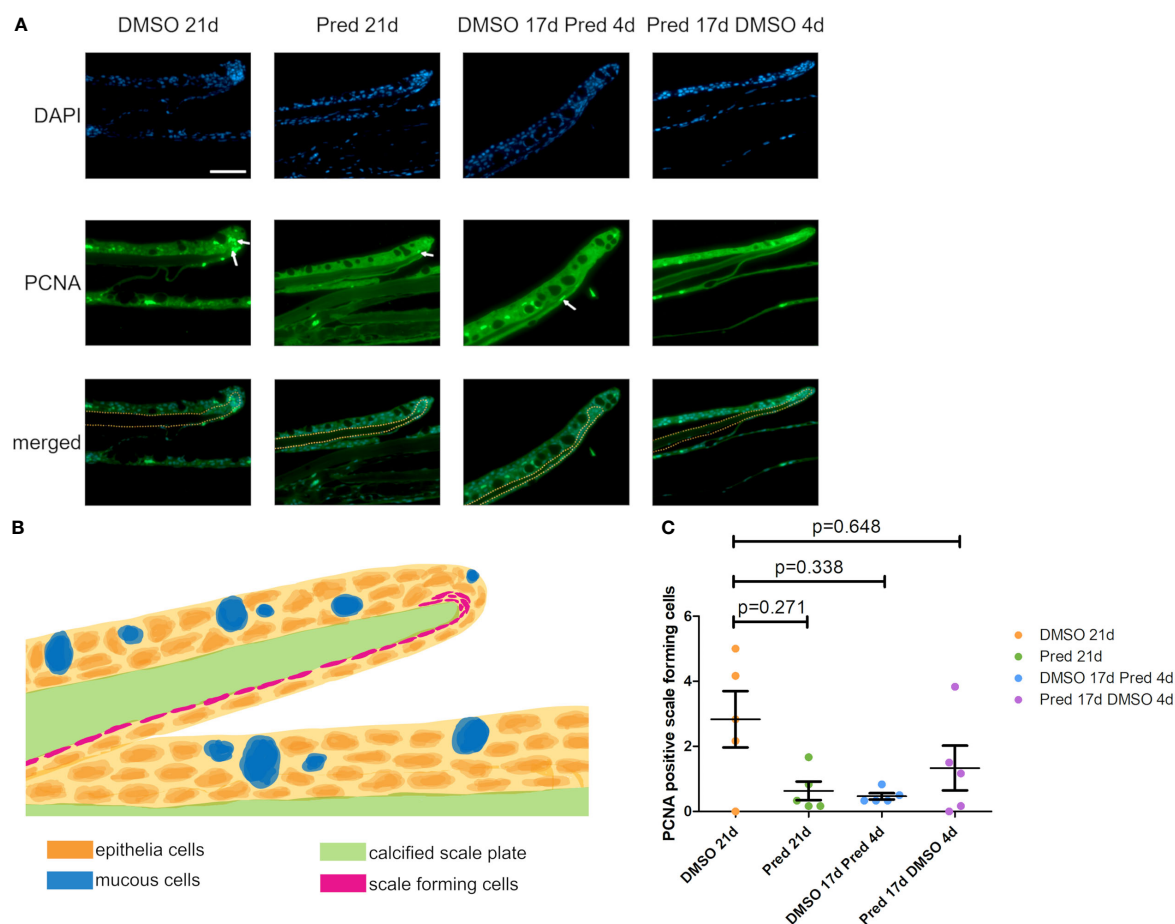 A
DMSO 21d Pred 21d DMSO 17d Pred 4d Pred 17d DMSO 4d
DAPI
PCNA
merged
B
epithelia cells
mucous cells
calcified scale plate
scale forming cells
C
p=0.648
p=0.338
p=0.271
PCNA positive scale forming cells
6
4
2
0
DMSO 21d
Pred 21d
DMSO 17d Pred 4d
Pred 17d DMSO 4d
DMSO 21d
Pred 21d
DMSO 17d Pred 4d
Pred 17d DMSO 4d